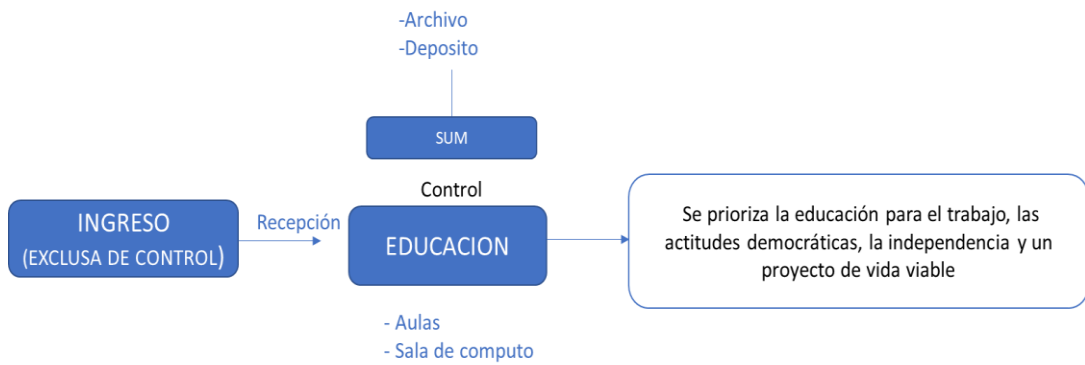 -Archivo
-Deposito
SUM
Control
INGRESO
(EXCLUSA DE CONTROL)
Recepción
EDUCACION
Se prioriza la educación para el trabajo, las
actitudes democráticas, la independencia y un
proyecto de vida viable
- Aulas
- Sala de computo